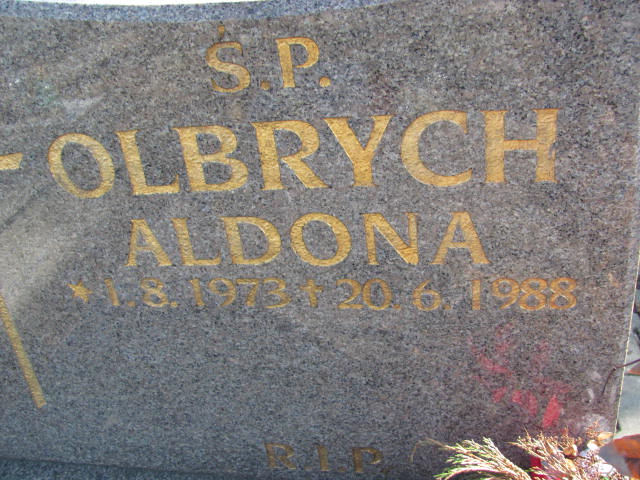 Ś.P.
OLBRYCH
ALDONA
* 1.8.1973 † 20.6.1988
R.I.P.